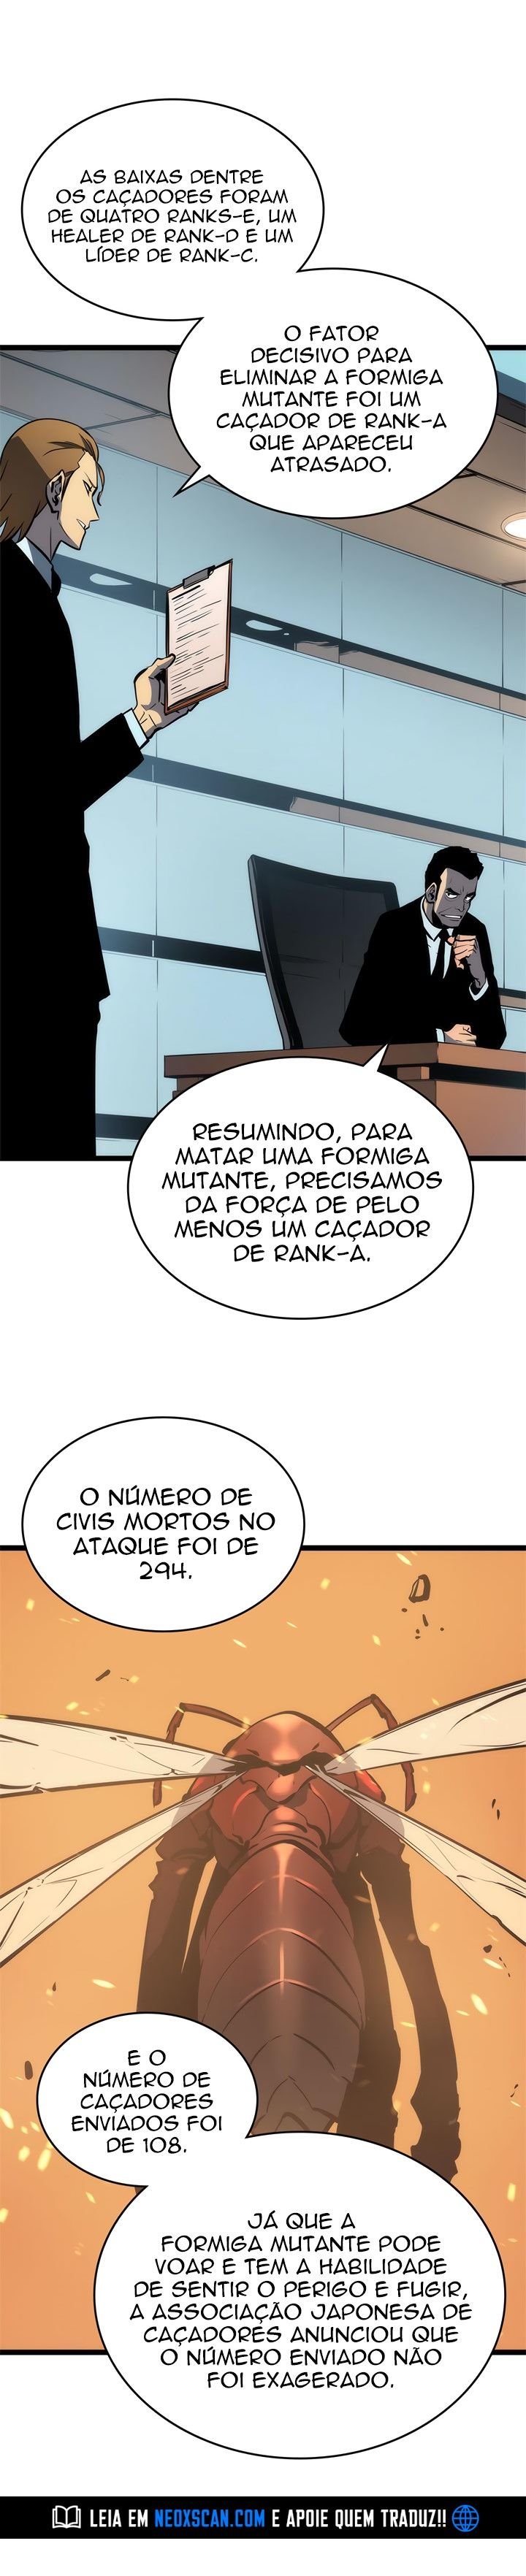 AS BAIXAS DENTRE
OS CAÇADORES FORAM
DE QUATRO RANKS-E, UM
HEALER DE RANK-D E UM
LÍDER DE RANK-C.
O FATOR
DECISIVO PARA
ELIMINAR A FORMIGA
MUTANTE FOI UM
CAÇADOR DE RANK-A
QUE APARECEU
ATRASADO.
RESUMINDO, PARA
MATAR UMA FORMIGA
MUTANTE, PRECISAMOS
DA FORÇA DE PELO
MENOS UM CAÇADOR
DE RANK-A.
O NÚMERO DE
CIVIS MORTOS NO
ATAQUE FOI DE
294.
E O
NÚMERO DE
CAÇADORES
ENVIADOS FOI
DE 108.
JÁ QUE A
FORMIGA MUTANTE PODE
VOAR E TEM A HABILIDADE
DE SENTIR O PERIGO E FUGIR,
A ASSOCIAÇÃO JAPONESA DE
CAÇADORES ANUNCIOU QUE
O NÚMERO ENVIADO NÃO
FOI EXAGERADO.
LEIA EM NEOXSCAN.COM E APOIE QUEM TRADUZ!!